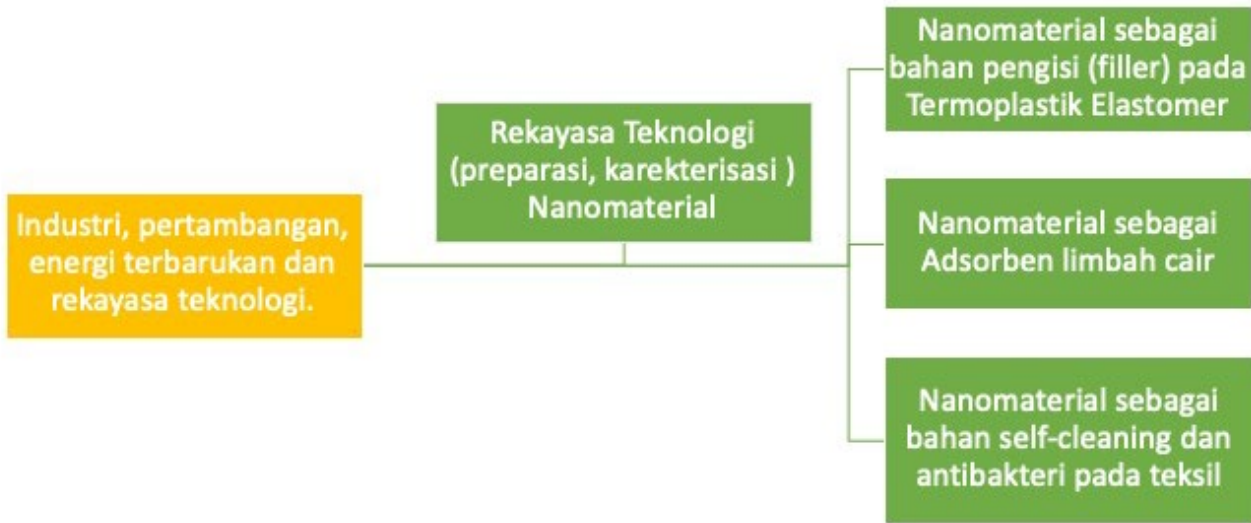 Industri, pertambangan,
energi terbarukan dan
rekayasa teknologi.
Rekayasa Teknologi
(preparasi, karekterisasi )
Nanomaterial
Nanomaterial sebagai
bahan pengisi (filler) pada
Termoplastik Elastomer
Nanomaterial sebagai
Adsorben limbah cair
Nanomaterial sebagai
bahan self-cleaning dan
antibakteri pada teksil